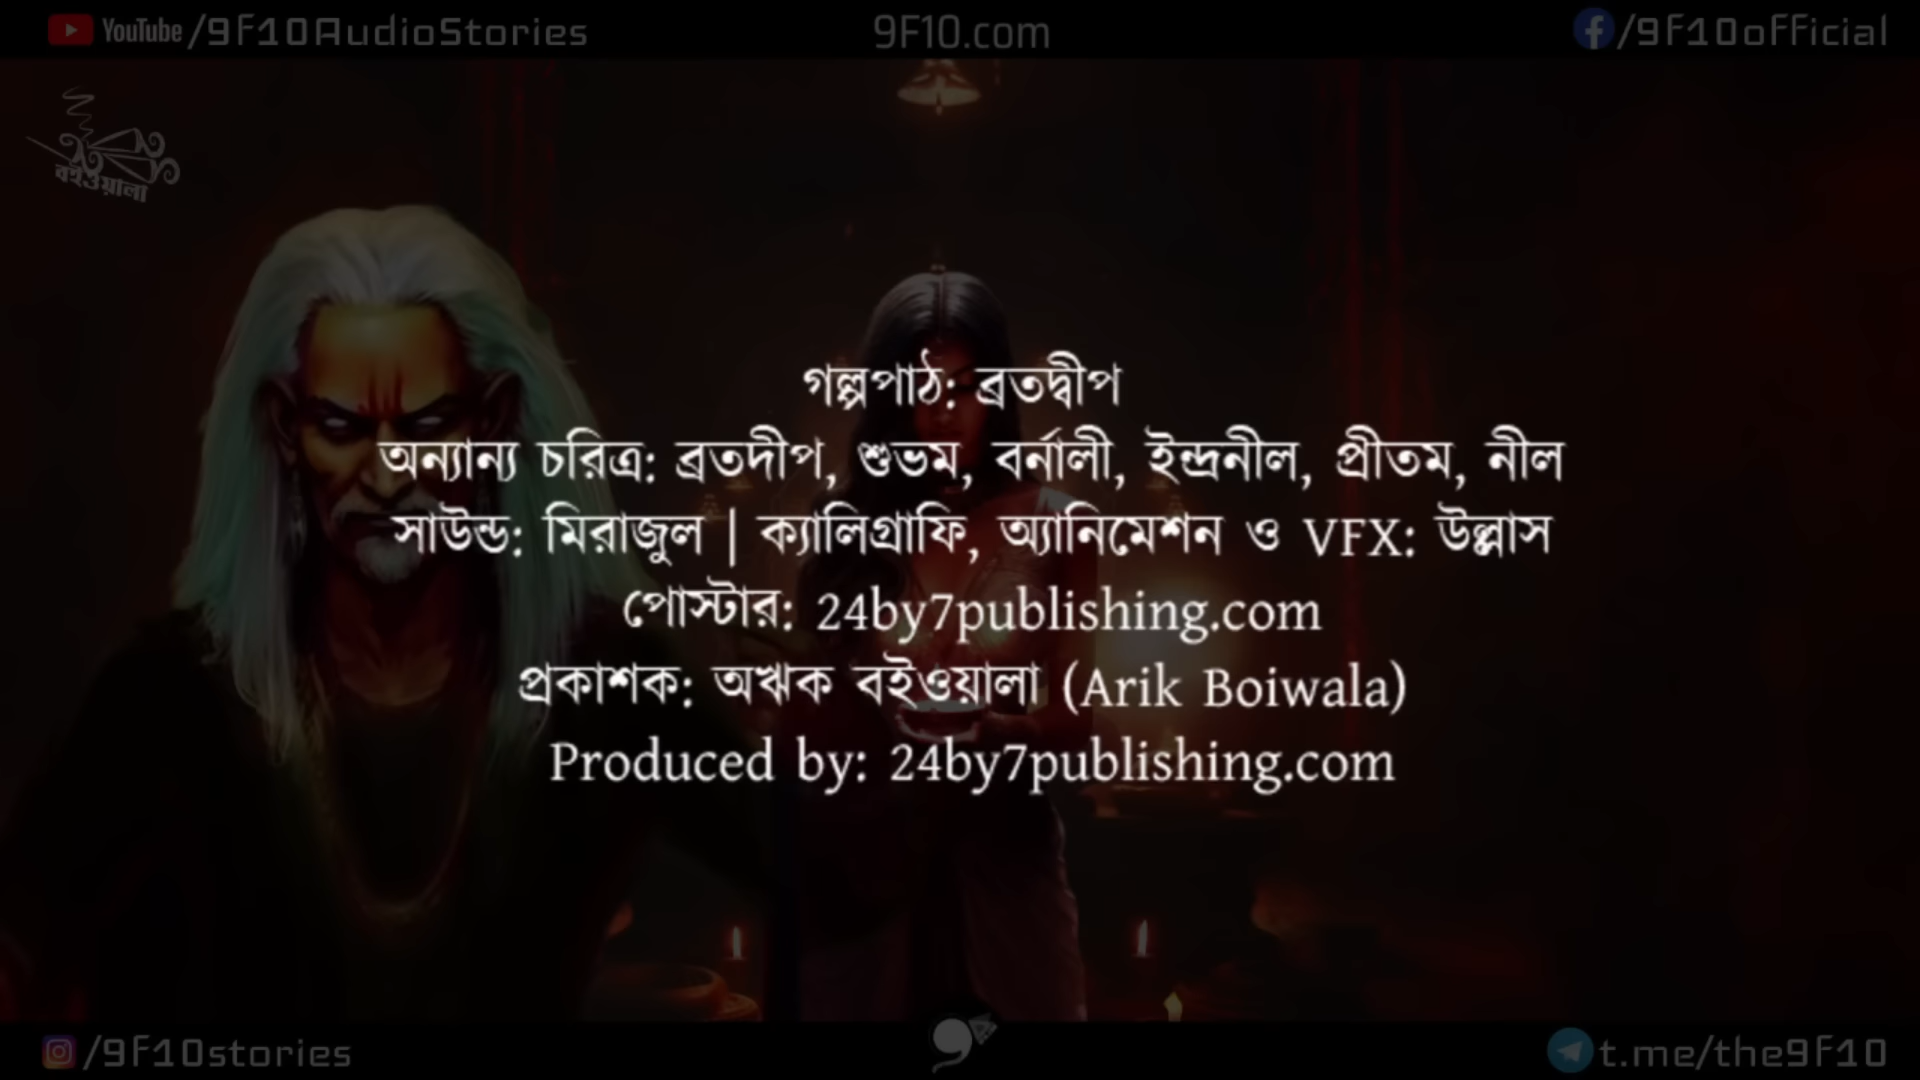 YouTube /9F10AudioStories
9F10.com
/9F10official
বইওয়ালা
গল্পপাঠ: ব্রতদ্বীপ
অন্যান্য চরিত্র: ব্রতদীপ, শুভম, বর্নালী, ইন্দ্রনীল, প্রীতম, নীল
সাউন্ড: মিরাজুল | ক্যালিগ্রাফি, অ্যানিমেশন ও VFX: উল্লাস
পোস্টার: 24by7publishing.com
প্রকাশক: অঋক বইওয়ালা (Arik Boiwala)
Produced by: 24by7publishing.com
/9F10stories
t.me/the9F10